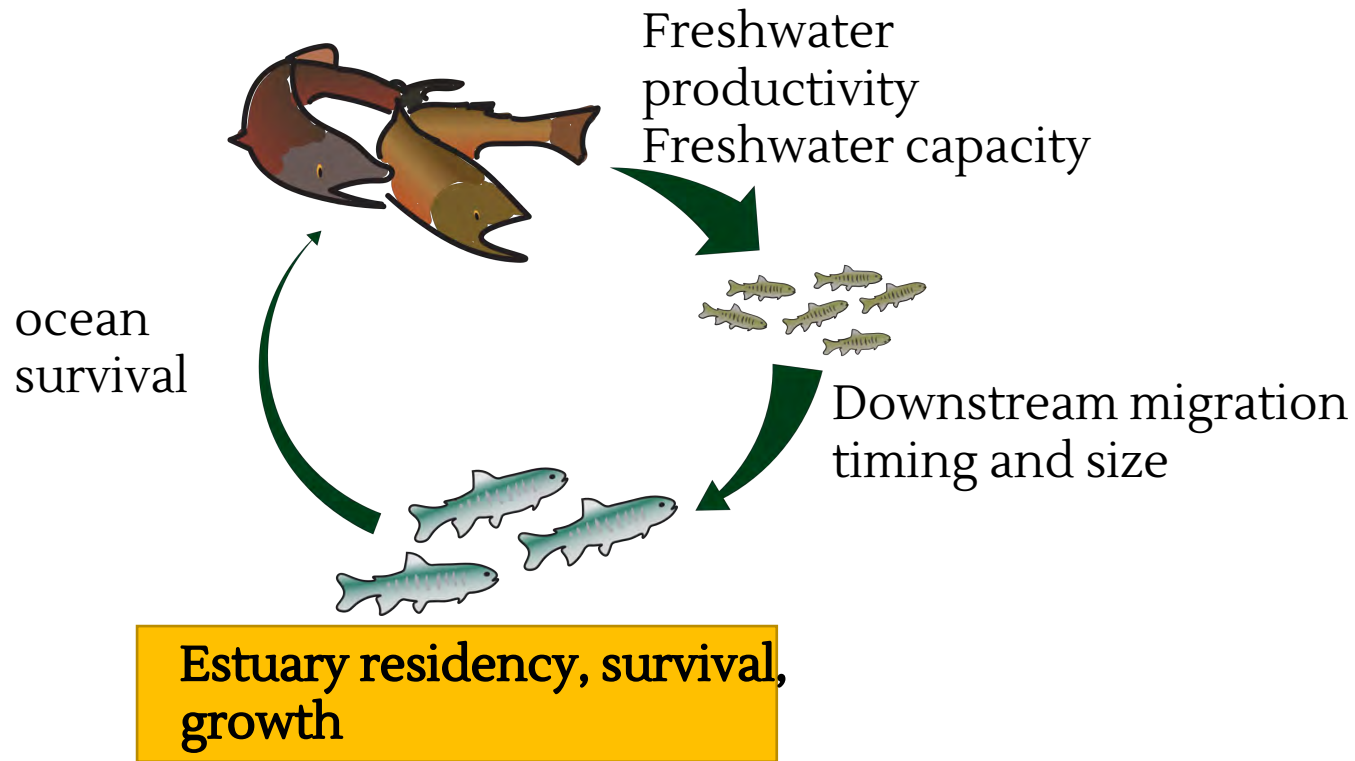 Freshwater
productivity
Freshwater capacity
ocean
survival
Downstream migration
timing and size
Estuary residency, survival,
growth